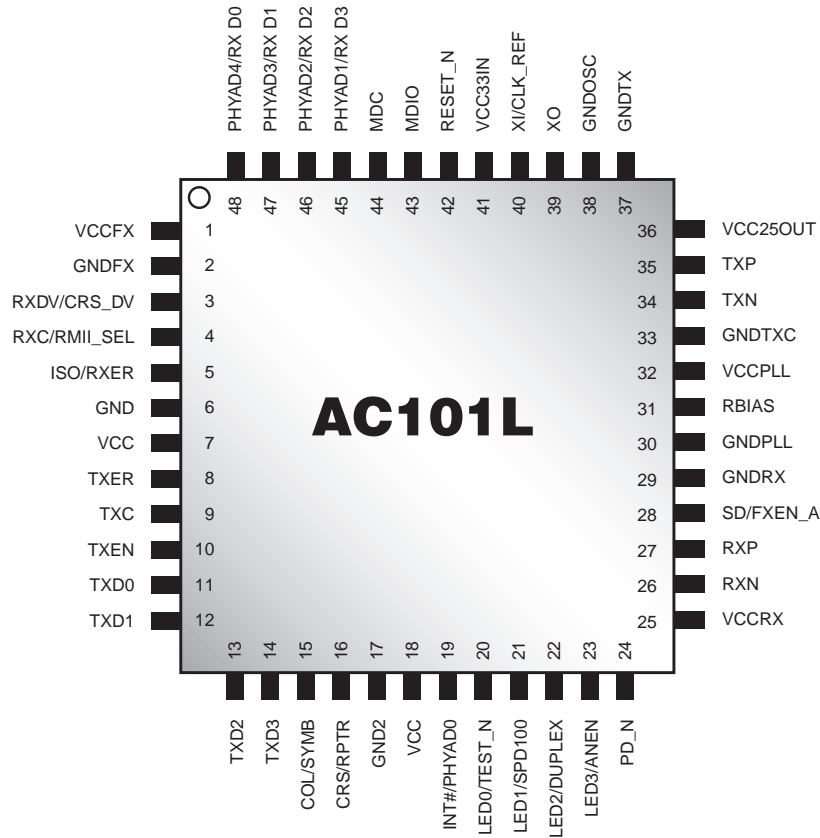 PHYAD4/RX D0
PHYAD3/RX D1
PHYAD2/RX D2
PHYAD1/RX D3
MDC
MDIO
RESET_N
VCC33IN
XI/CLK_REF
XO
GNDOSC
GNDTX
48
47
46
45
44
43
42
41
40
39
38
37
VCCFX 1
GNDFX 2
RXDV/CRS_DV 3
RXC/RMII_SEL 4
ISO/RXER 5
GND 6
VCC 7
TXER 8
TXC 9
TXEN 10
TXD0 11
TXD1 12
AC101L
36 VCC25OUT
35 TXP
34 TXN
33 GNDTXC
32 VCCPLL
31 RBIAS
30 GNDPLL
29 GNDRX
28 SD/FXEN_A
27 RXP
26 RXN
25 VCCRX
13
14
15
16
17
18
19
20
21
22
23
24
TXD2
TXD3
COL/SYMB
CRS/RPTR
GND2
VCC
INT#/PHYAD0
LED0/TEST_N
LED1/SPD100
LED2/DUPLEX
LED3/ANEN
PD_N